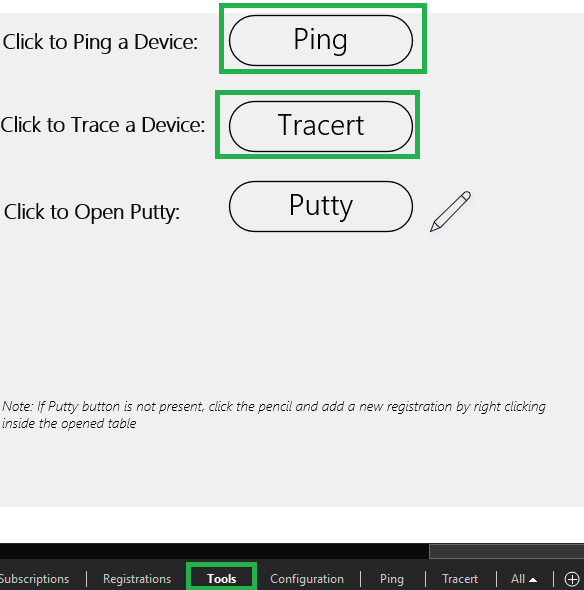 Click to Ping a Device: Ping
Click to Trace a Device: Tracert
Click to Open Putty: Putty
Note: If Putty button is not present, click the pencil and add a new registration by right clicking
inside the opened table
Subscriptions Registrations Tools Configuration Ping Tracert All